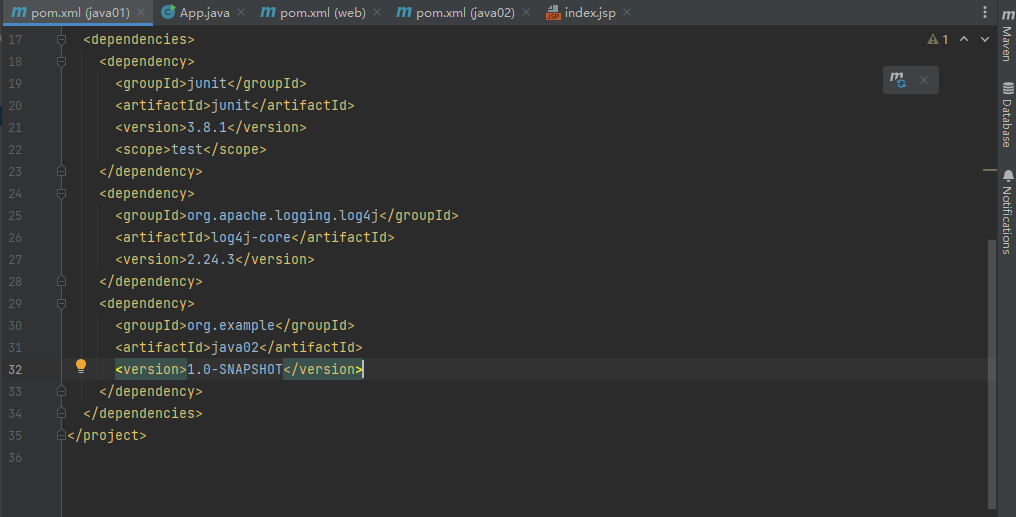 pom.xml (java01) App.java pom.xml (web) pom.xml (java02) index.jsp
17 <dependencies>
18 <dependency>
19 <groupId>junit</groupId>
20 <artifactId>junit</artifactId>
21 <version>3.8.1</version>
22 <scope>test</scope>
23 </dependency>
24 <dependency>
25 <groupId>org.apache.logging.log4j</groupId>
26 <artifactId>log4j-core</artifactId>
27 <version>2.24.3</version>
28 </dependency>
29 <dependency>
30 <groupId>org.example</groupId>
31 <artifactId>java02</artifactId>
32 <version>1.0-SNAPSHOT</version>
33 </dependency>
34 </dependencies>
35 </project>
36
1
Maven
Database
Notifications